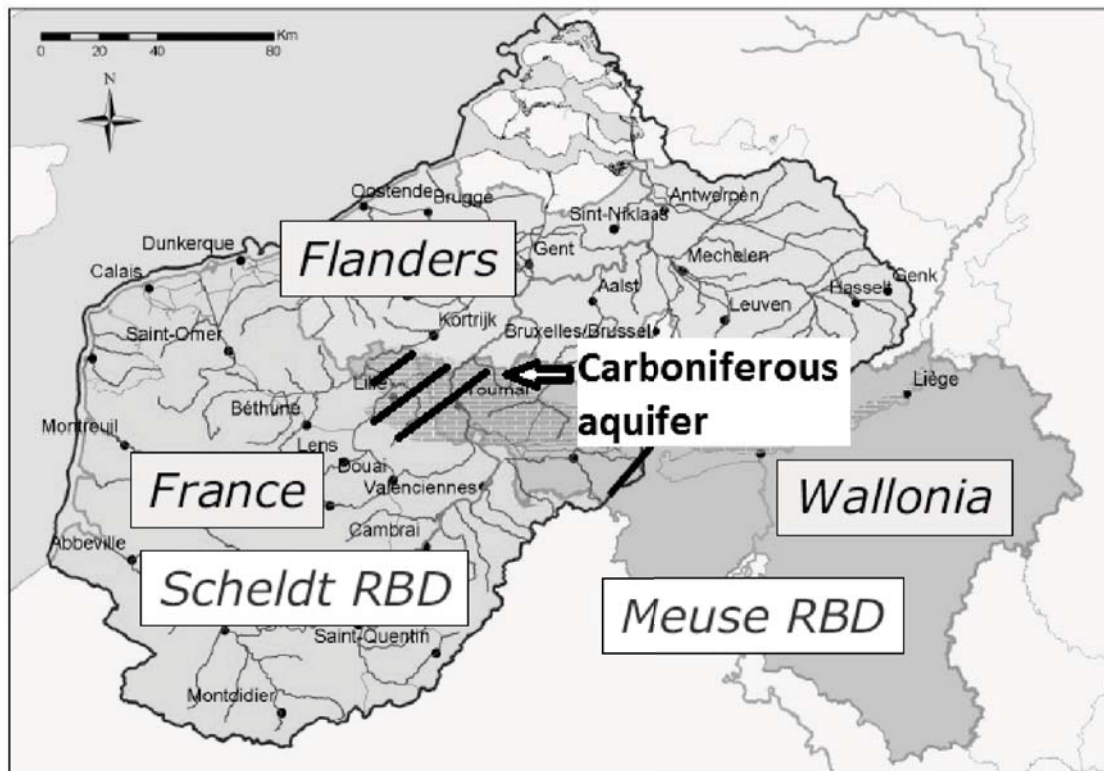 Km
0 20 40 80
N
Oostende
Brugge
Antwerpen
Sint-Niklaas
Flanders
Gent
Dunkerque
Mechelen
Calais
Aalst
Genk
Hasselt
Leuven
Kortrijk
Saint-Omer
Bruxelles/Brussel
Carboniferous
aquifer
Lille
Tournai
Liège
Béthune
Montreuil
Lens
Douai
France
Valenciennes
Wallonia
Cambrai
Abbeville
Scheldt RBD
Meuse RBD
Saint-Quentin
Montdidier